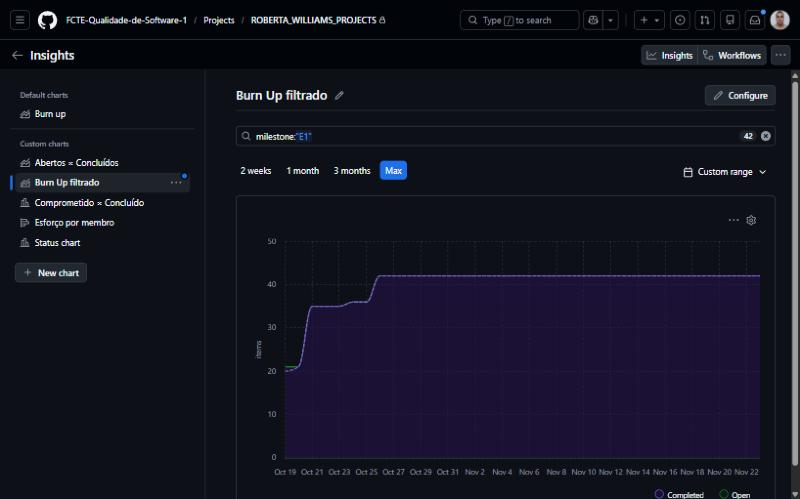 FCTE-Qualidade-de-Software-1 / Projects / ROBERTA_WILLIAMS_PROJECTS
Type / to search
Insights
Insights
Workflows
Default charts
Burn up
Custom charts
Abertos × Concluídos
Burn Up filtrado
Comprometido × Concluído
Esforço por membro
Status chart
+ New chart
Burn Up filtrado
Configure
milestone:"E1"
42
2 weeks 1 month 3 months Max
Custom range
50
40
30
20
10
0
items
Oct 19 Oct 21 Oct 23 Oct 25 Oct 27 Oct 29 Oct 31 Nov 2 Nov 4 Nov 6 Nov 8 Nov 10 Nov 12 Nov 14 Nov 16 Nov 18 Nov 20 Nov 22
Completed Open